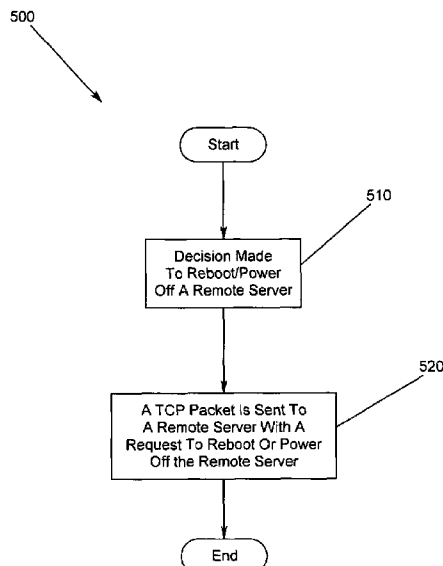 500
Start
510
Decision Made
To Reboot/Power
Off A Remote Server
520
A TCP Packet Is Sent To
A Remote Server With A
Request To Reboot Or Power
Off the Remote Server
End